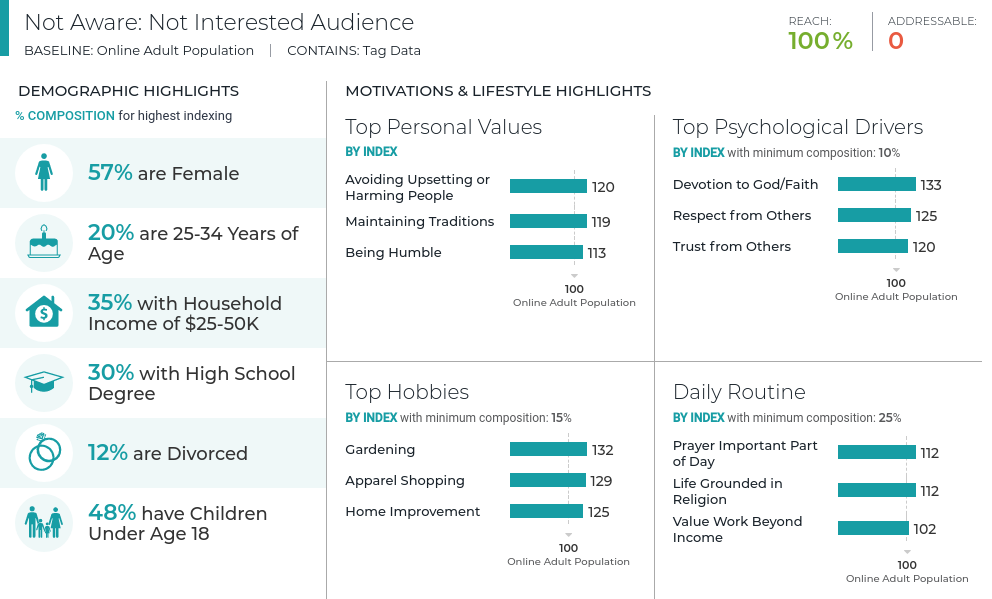 Not Aware: Not Interested Audience
BASELINE: Online Adult Population | CONTAINS: Tag Data
REACH:
100%
ADDRESSABLE:
0
DEMOGRAPHIC HIGHLIGHTS
% COMPOSITION for highest indexing
57% are Female
20% are 25-34 Years of
Age
$
35% with Household
Income of $25-50K
30% with High School
Degree
12% are Divorced
48% have Children
Under Age 18
MOTIVATIONS & LIFESTYLE HIGHLIGHTS
Top Personal Values
BY INDEX
Avoiding Upsetting or
Harming People
120
Maintaining Traditions 119
Being Humble 113
100
Online Adult Population
Top Psychological Drivers
BY INDEX with minimum composition: 10%
Devotion to God/Faith 133
Respect from Others 125
Trust from Others 120
100
Online Adult Population
Top Hobbies
BY INDEX with minimum composition: 15%
Gardening 132
Apparel Shopping 129
Home Improvement 125
100
Online Adult Population
Daily Routine
BY INDEX with minimum composition: 25%
Prayer Important Part
of Day
112
Life Grounded in
Religion
112
Value Work Beyond
Income
102
100
Online Adult Population